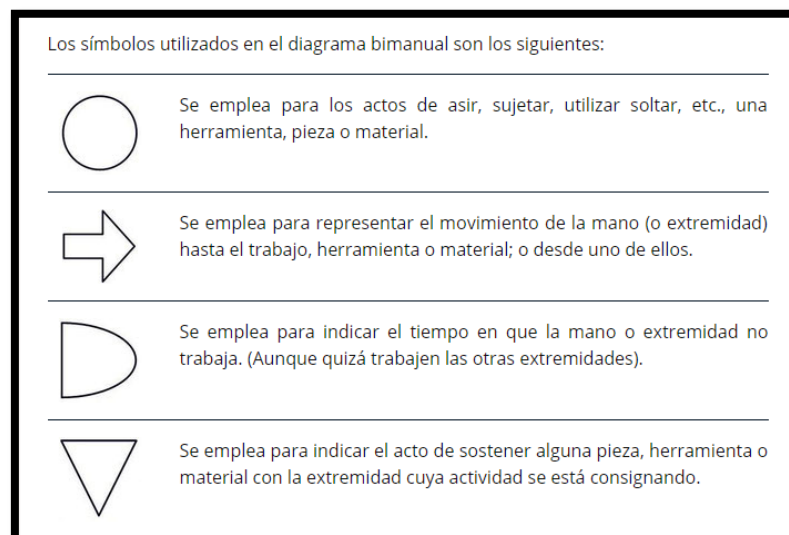 Los símbolos utilizados en el diagrama bimanual son los siguientes:
Se emplea para los actos de asir, sujetar, utilizar soltar, etc., una
herramienta, pieza o material.
Se emplea para representar el movimiento de la mano (o extremidad)
hasta el trabajo, herramienta o material; o desde uno de ellos.
Se emplea para indicar el tiempo en que la mano o extremidad no
trabaja. (Aunque quizá trabajen las otras extremidades).
Se emplea para indicar el acto de sostener alguna pieza, herramienta o
material con la extremidad cuya actividad se está consignando.